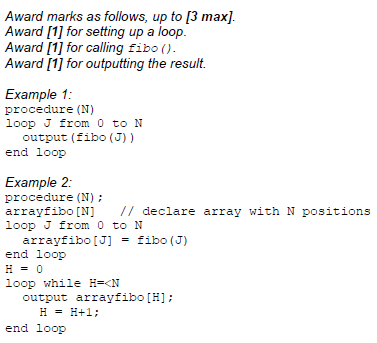 Award marks as follows, up to [3 max].
Award [1] for setting up a loop.
Award [1] for calling fibo().
Award [1] for outputting the result.
Example 1:
procedure(N)
loop J from 0 to N
output(fibo(J))
end loop
Example 2:
procedure(N);
arrayfibo[N] // declare array with N positions
loop J from 0 to N
arrayfibo[J] = fibo(J)
end loop
H = 0
loop while H=<N
output arrayfibo[H];
H = H+1;
end loop